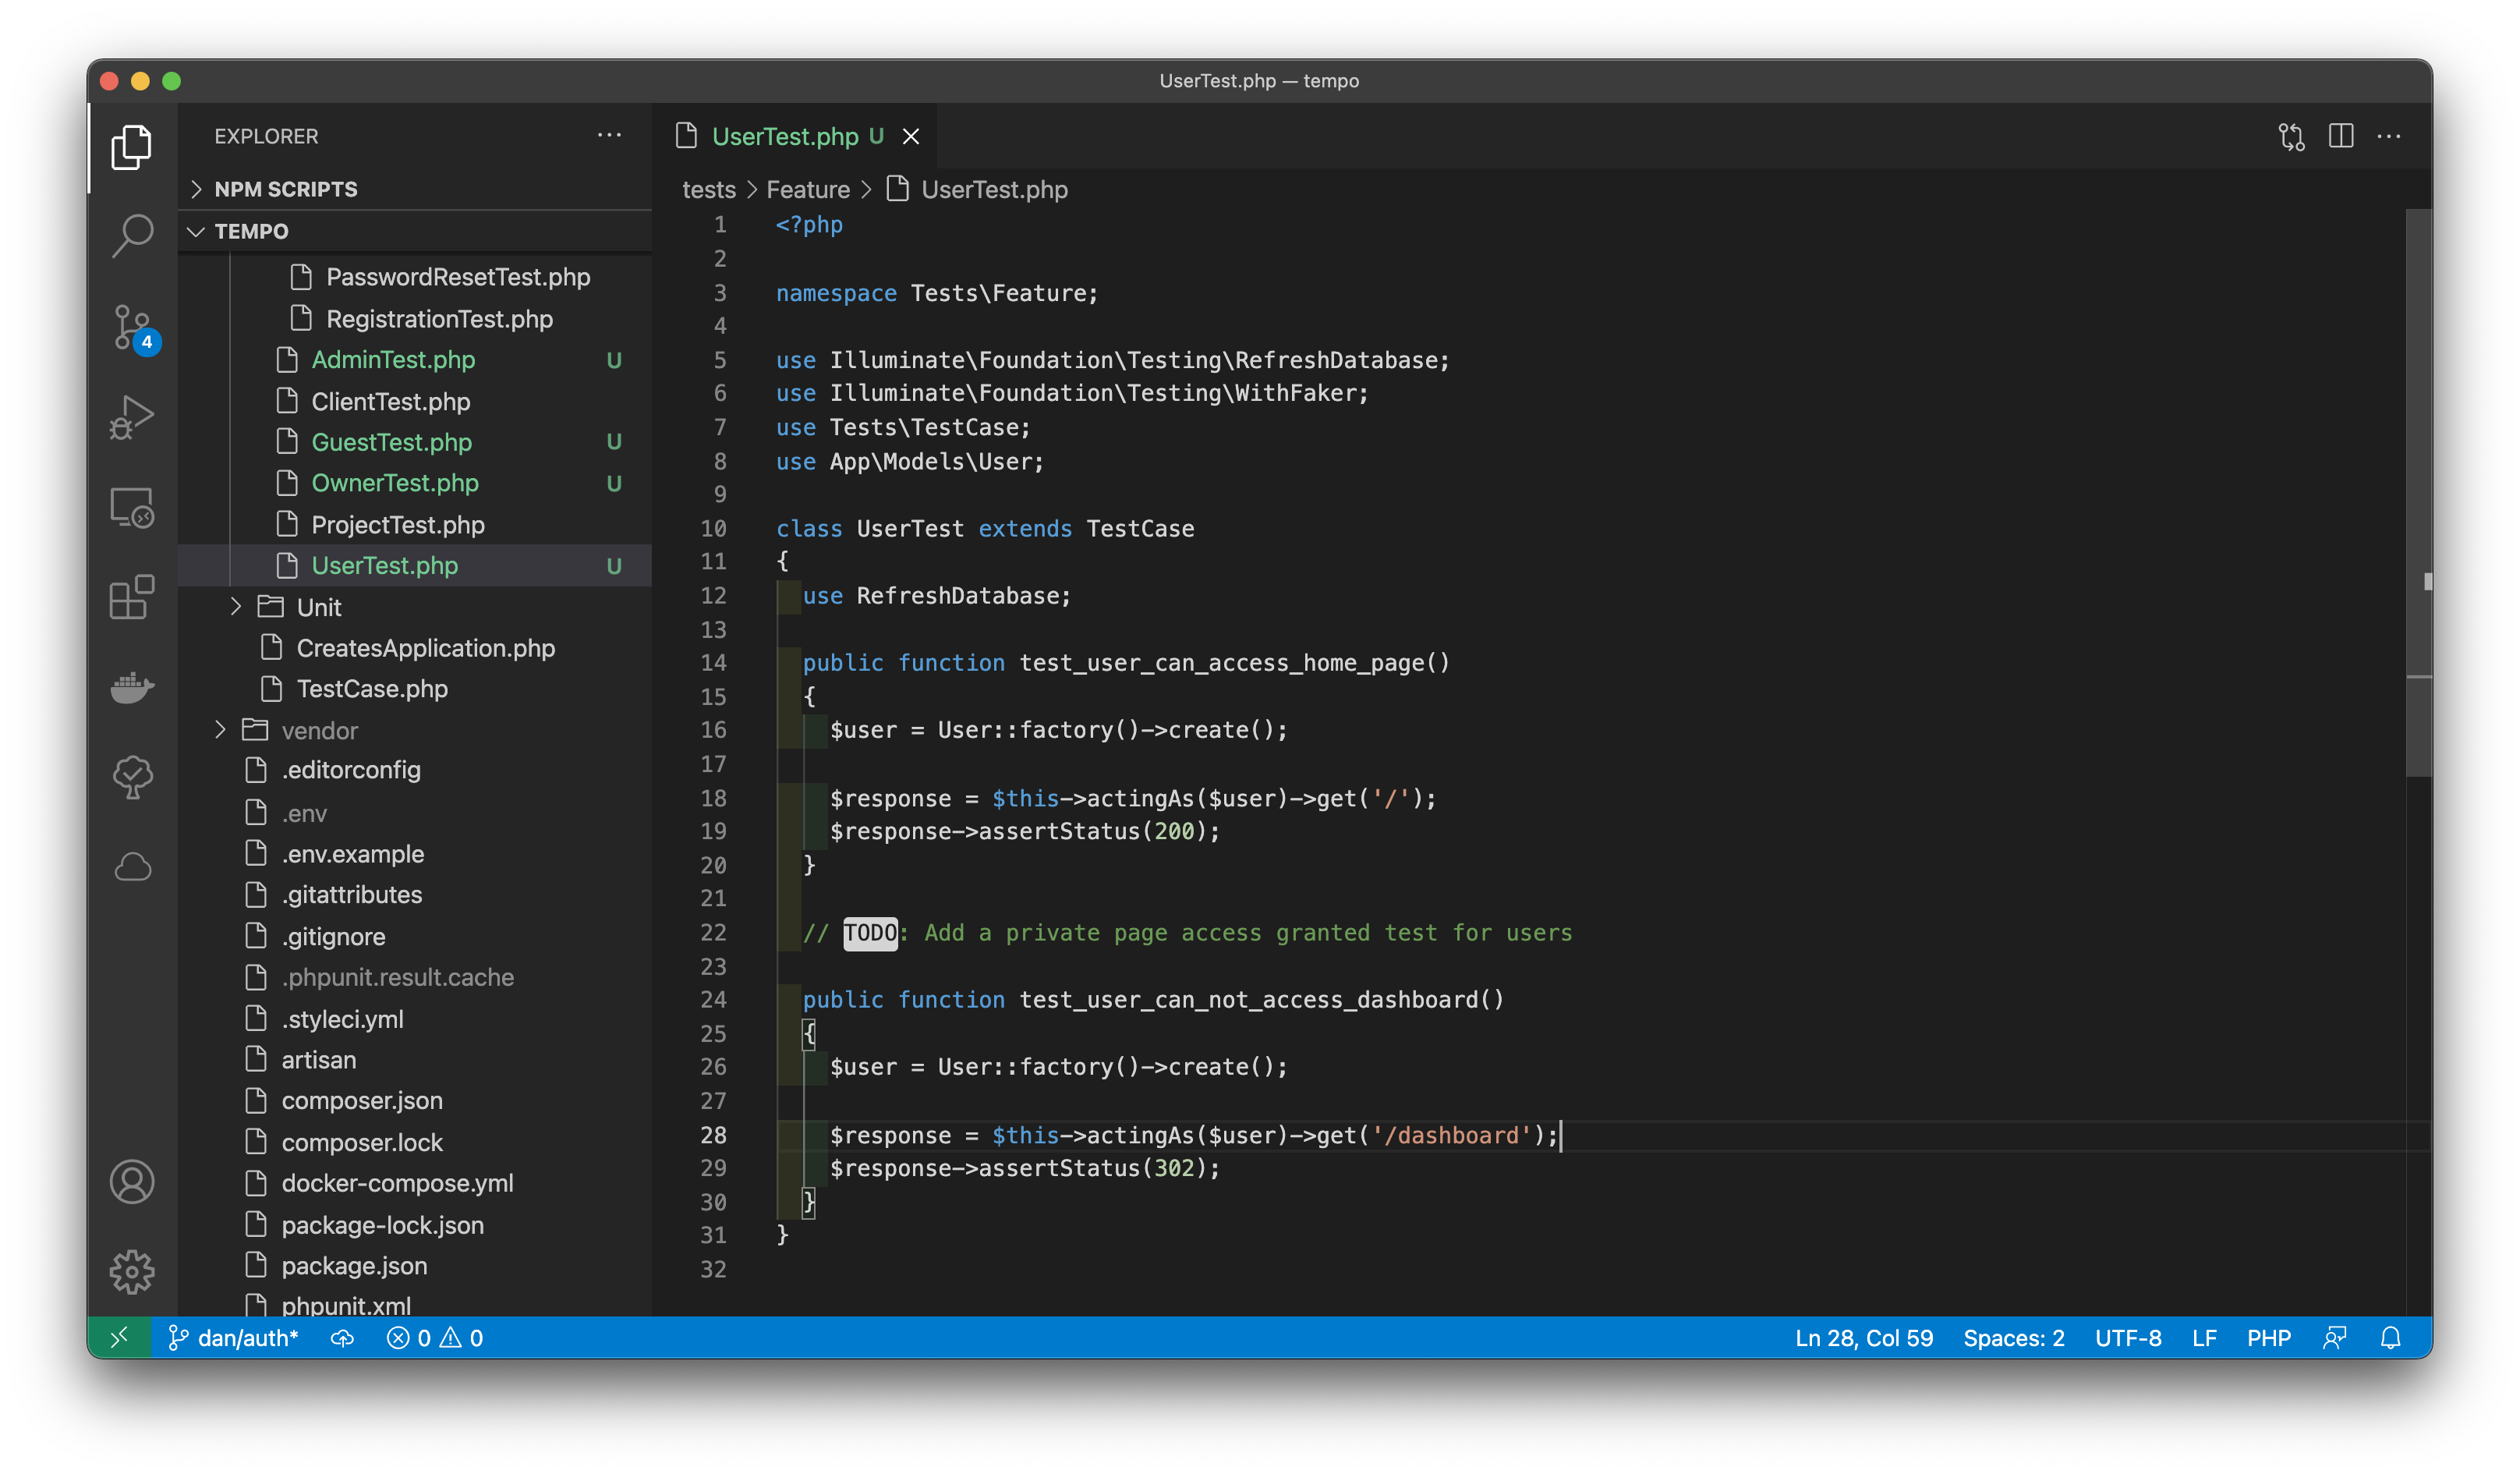 UserTest.php — tempo
EXPLORER
NPM SCRIPTS
TEMPO
PasswordResetTest.php
RegistrationTest.php
AdminTest.php U
ClientTest.php
GuestTest.php U
OwnerTest.php U
ProjectTest.php
UserTest.php U
Unit
CreatesApplication.php
TestCase.php
vendor
.editorconfig
.env
.env.example
.gitattributes
.gitignore
.phpunit.result.cache
.styleci.yml
artisan
composer.json
composer.lock
docker-compose.yml
package-lock.json
package.json
phpunit.xml
4
UserTest.php U
tests > Feature > UserTest.php
1 <?php
2
3 namespace Tests\Feature;
4
5 use Illuminate\Foundation\Testing\RefreshDatabase;
6 use Illuminate\Foundation\Testing\WithFaker;
7 use Tests\TestCase;
8 use App\Models\User;
9
10 class UserTest extends TestCase
11 {
12 use RefreshDatabase;
13
14 public function test_user_can_access_home_page()
15 {
16 $user = User::factory()->create();
17
18 $response = $this->actingAs($user)->get('/');
19 $response->assertStatus(200);
20 }
21
22 // TODO: Add a private page access granted test for users
23
24 public function test_user_can_not_access_dashboard()
25 {
26 $user = User::factory()->create();
27
28 $response = $this->actingAs($user)->get('/dashboard');
29 $response->assertStatus(302);
30 }
31 }
32
dan/auth* 0 0 Ln 28, Col 59 Spaces: 2 UTF-8 LF PHP